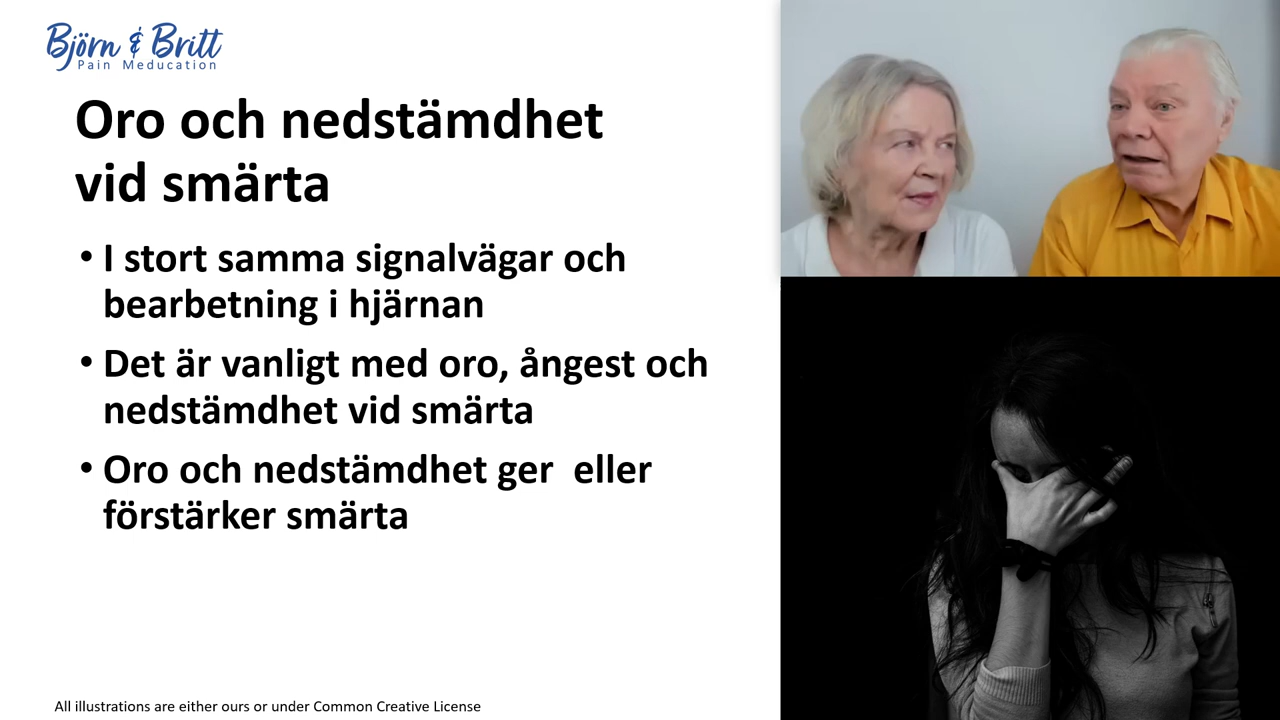 Björn & Britt
Pain Meducation
Oro och nedstämdhet
vid smärta
• I stort samma signalvägar och
bearbetning i hjärnan
• Det är vanligt med oro, ångest och
nedstämdhet vid smärta
• Oro och nedstämdhet ger  eller
förstärker smärta
All illustrations are either ours or under Common Creative License